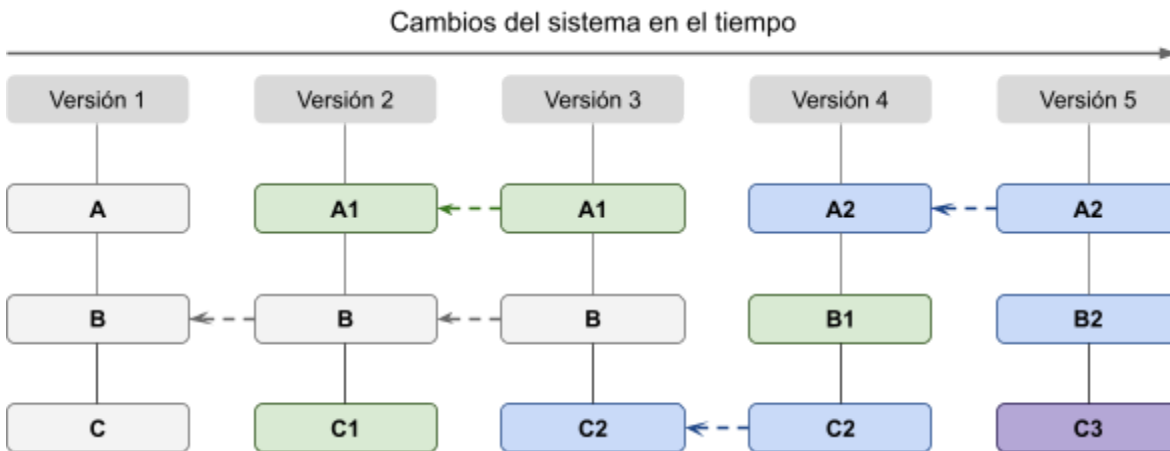 Cambios del sistema en el tiempo
Versión 1 Versión 2 Versión 3 Versión 4 Versión 5
A A1 A1 A2 A2
B B B B1 B2
C C1 C2 C2 C3